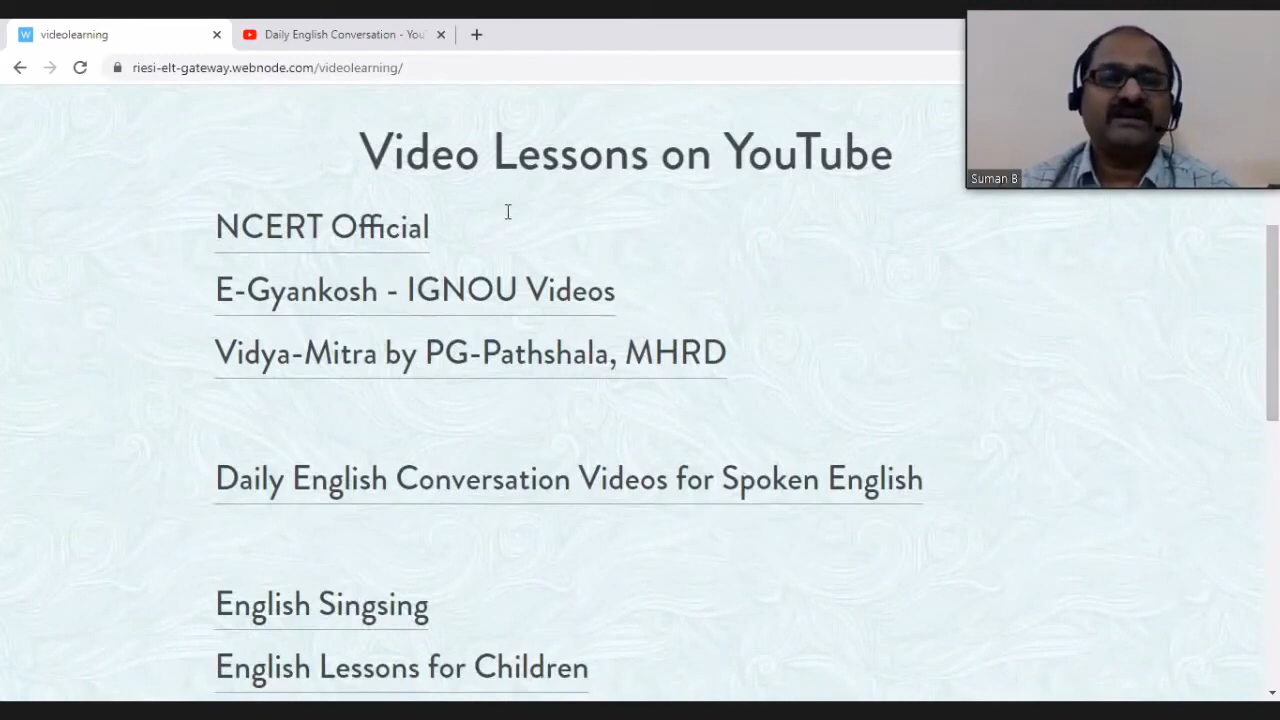 videolearning
Daily English Conversation - You
riesi-elt-gateway.webnode.com/videolearning/
Suman B
Video Lessons on YouTube
NCERT Official
E-Gyankosh - IGNOU Videos
Vidya-Mitra by PG-Pathshala, MHRD
Daily English Conversation Videos for Spoken English
English Singsing
English Lessons for Children